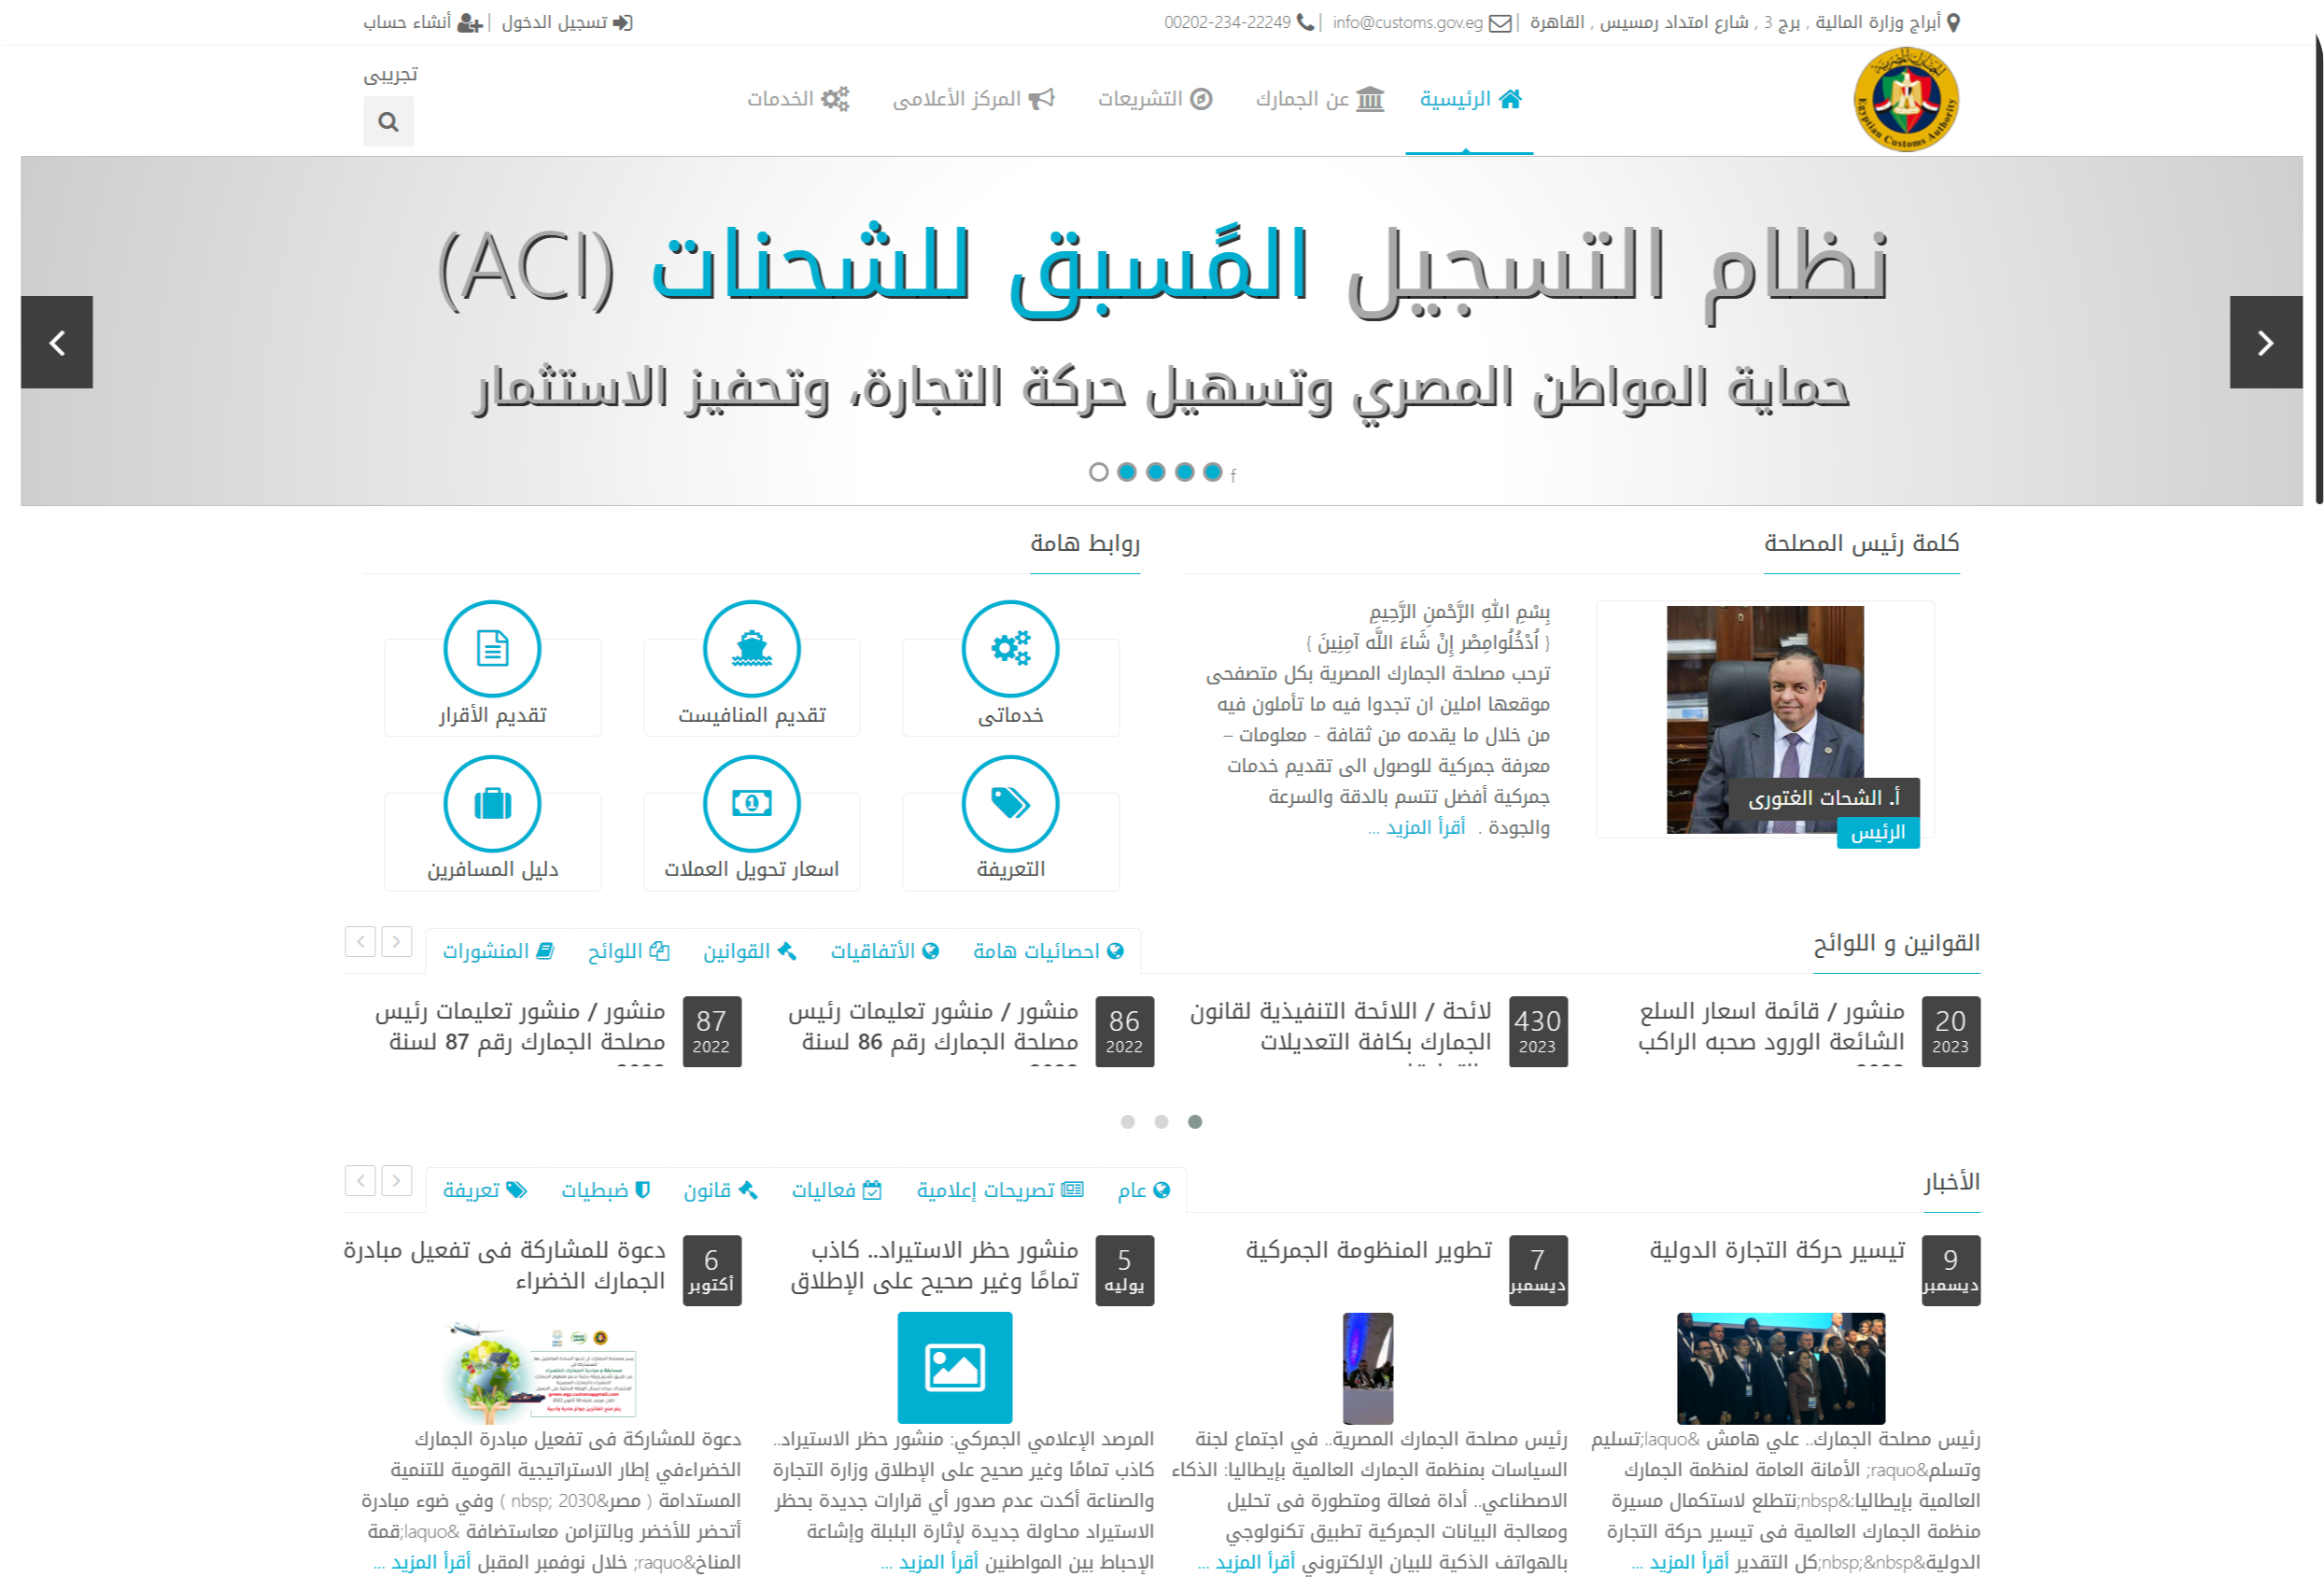 أبراج وزارة المالية , برج 3 , شارع امتداد رمسيس , القاهرة | info@customs.gov.eg | 00202-234-22249
تسجيل الدخول | أنشاء حساب
Egyptian Customs Authority
الرئيسية
عن الجمارك
التشريعات
المركز الأعلامى
الخدمات
تجريبى
نظام التسجيل المًسبق للشحنات (ACI)
حماية المواطن المصري وتسهيل حركة التجارة، وتحفيز الاستثمار
f
كلمة رئيس المصلحة
أ. الشحات الغتورى
الرئيس
بِسْمِ اللهِ الرَّحْمنِ الرَّحِيمِ
{ اُدْخُلُوامِصْر إِنْ شَاءَ اللَّه آمِنِينَ }
ترحب مصلحة الجمارك المصرية بكل متصفحى
موقعها املين ان تجدوا فيه ما تأملون فيه
من خلال ما يقدمه من ثقافة - معلومات –
معرفة جمركية للوصول الى تقديم خدمات
جمركية أفضل تتسم بالدقة والسرعة
والجودة . أقرأ المزيد ...
روابط هامة
خدماتى
تقديم المنافيست
تقديم الأقرار
التعريفة
اسعار تحويل العملات
دليل المسافرين
القوانين و اللوائح
احصائيات هامة
الأتفاقيات
القوانين
اللوائح
المنشورات
20
2023
منشور / قائمة اسعار السلع
الشائعة الورود صحبه الراكب
430
2023
لائحة / اللائحة التنفيذية لقانون
الجمارك بكافة التعديلات
86
2022
منشور / منشور تعليمات رئيس
مصلحة الجمارك رقم 86 لسنة
87
2022
منشور / منشور تعليمات رئيس
مصلحة الجمارك رقم 87 لسنة
الأخبار
عام
تصريحات إعلامية
فعاليات
قانون
ضبطيات
تعريفة
9
ديسمبر
تيسير حركة التجارة الدولية
رئيس مصلحة الجمارك.. علي هامش &laquo;تسليم
وتسلم&raquo; الأمانة العامة لمنظمة الجمارك
العالمية بإيطاليا:&nbsp;نتطلع لاستكمال مسيرة
منظمة الجمارك العالمية فى تيسير حركة التجارة
الدولية&nbsp;&nbsp;كل التقدير أقرأ المزيد ...
7
ديسمبر
تطوير المنظومة الجمركية
رئيس مصلحة الجمارك المصرية.. في اجتماع لجنة
السياسات بمنظمة الجمارك العالمية بإيطاليا: الذكاء
الاصطناعي.. أداة فعالة ومتطورة فى تحليل
ومعالجة البيانات الجمركية تطبيق تكنولوجي
بالهواتف الذكية للبيان الإلكتروني أقرأ المزيد ...
5
يوليه
منشور حظر الاستيراد.. كاذب
تمامًا وغير صحيح على الإطلاق
المرصد الإعلامي الجمركي: منشور حظر الاستيراد..
كاذب تمامًا وغير صحيح على الإطلاق وزارة التجارة
والصناعة أكدت عدم صدور أي قرارات جديدة بحظر
الاستيراد محاولة جديدة لإثارة البلبلة وإشاعة
الإحباط بين المواطنين أقرأ المزيد ...
6
أكتوبر
دعوة للمشاركة فى تفعيل مبادرة
الجمارك الخضراء
دعوة للمشاركة فى تفعيل مبادرة الجمارك
الخضراءفي إطار الاستراتيجية القومية للتنمية
المستدامة ( مصر&nbsp; 2030 ) وفي ضوء مبادرة
أتحضر للأخضر وبالتزامن معاستضافة &laquo;قمة
المناخ&raquo; خلال نوفمبر المقبل أقرأ المزيد ...